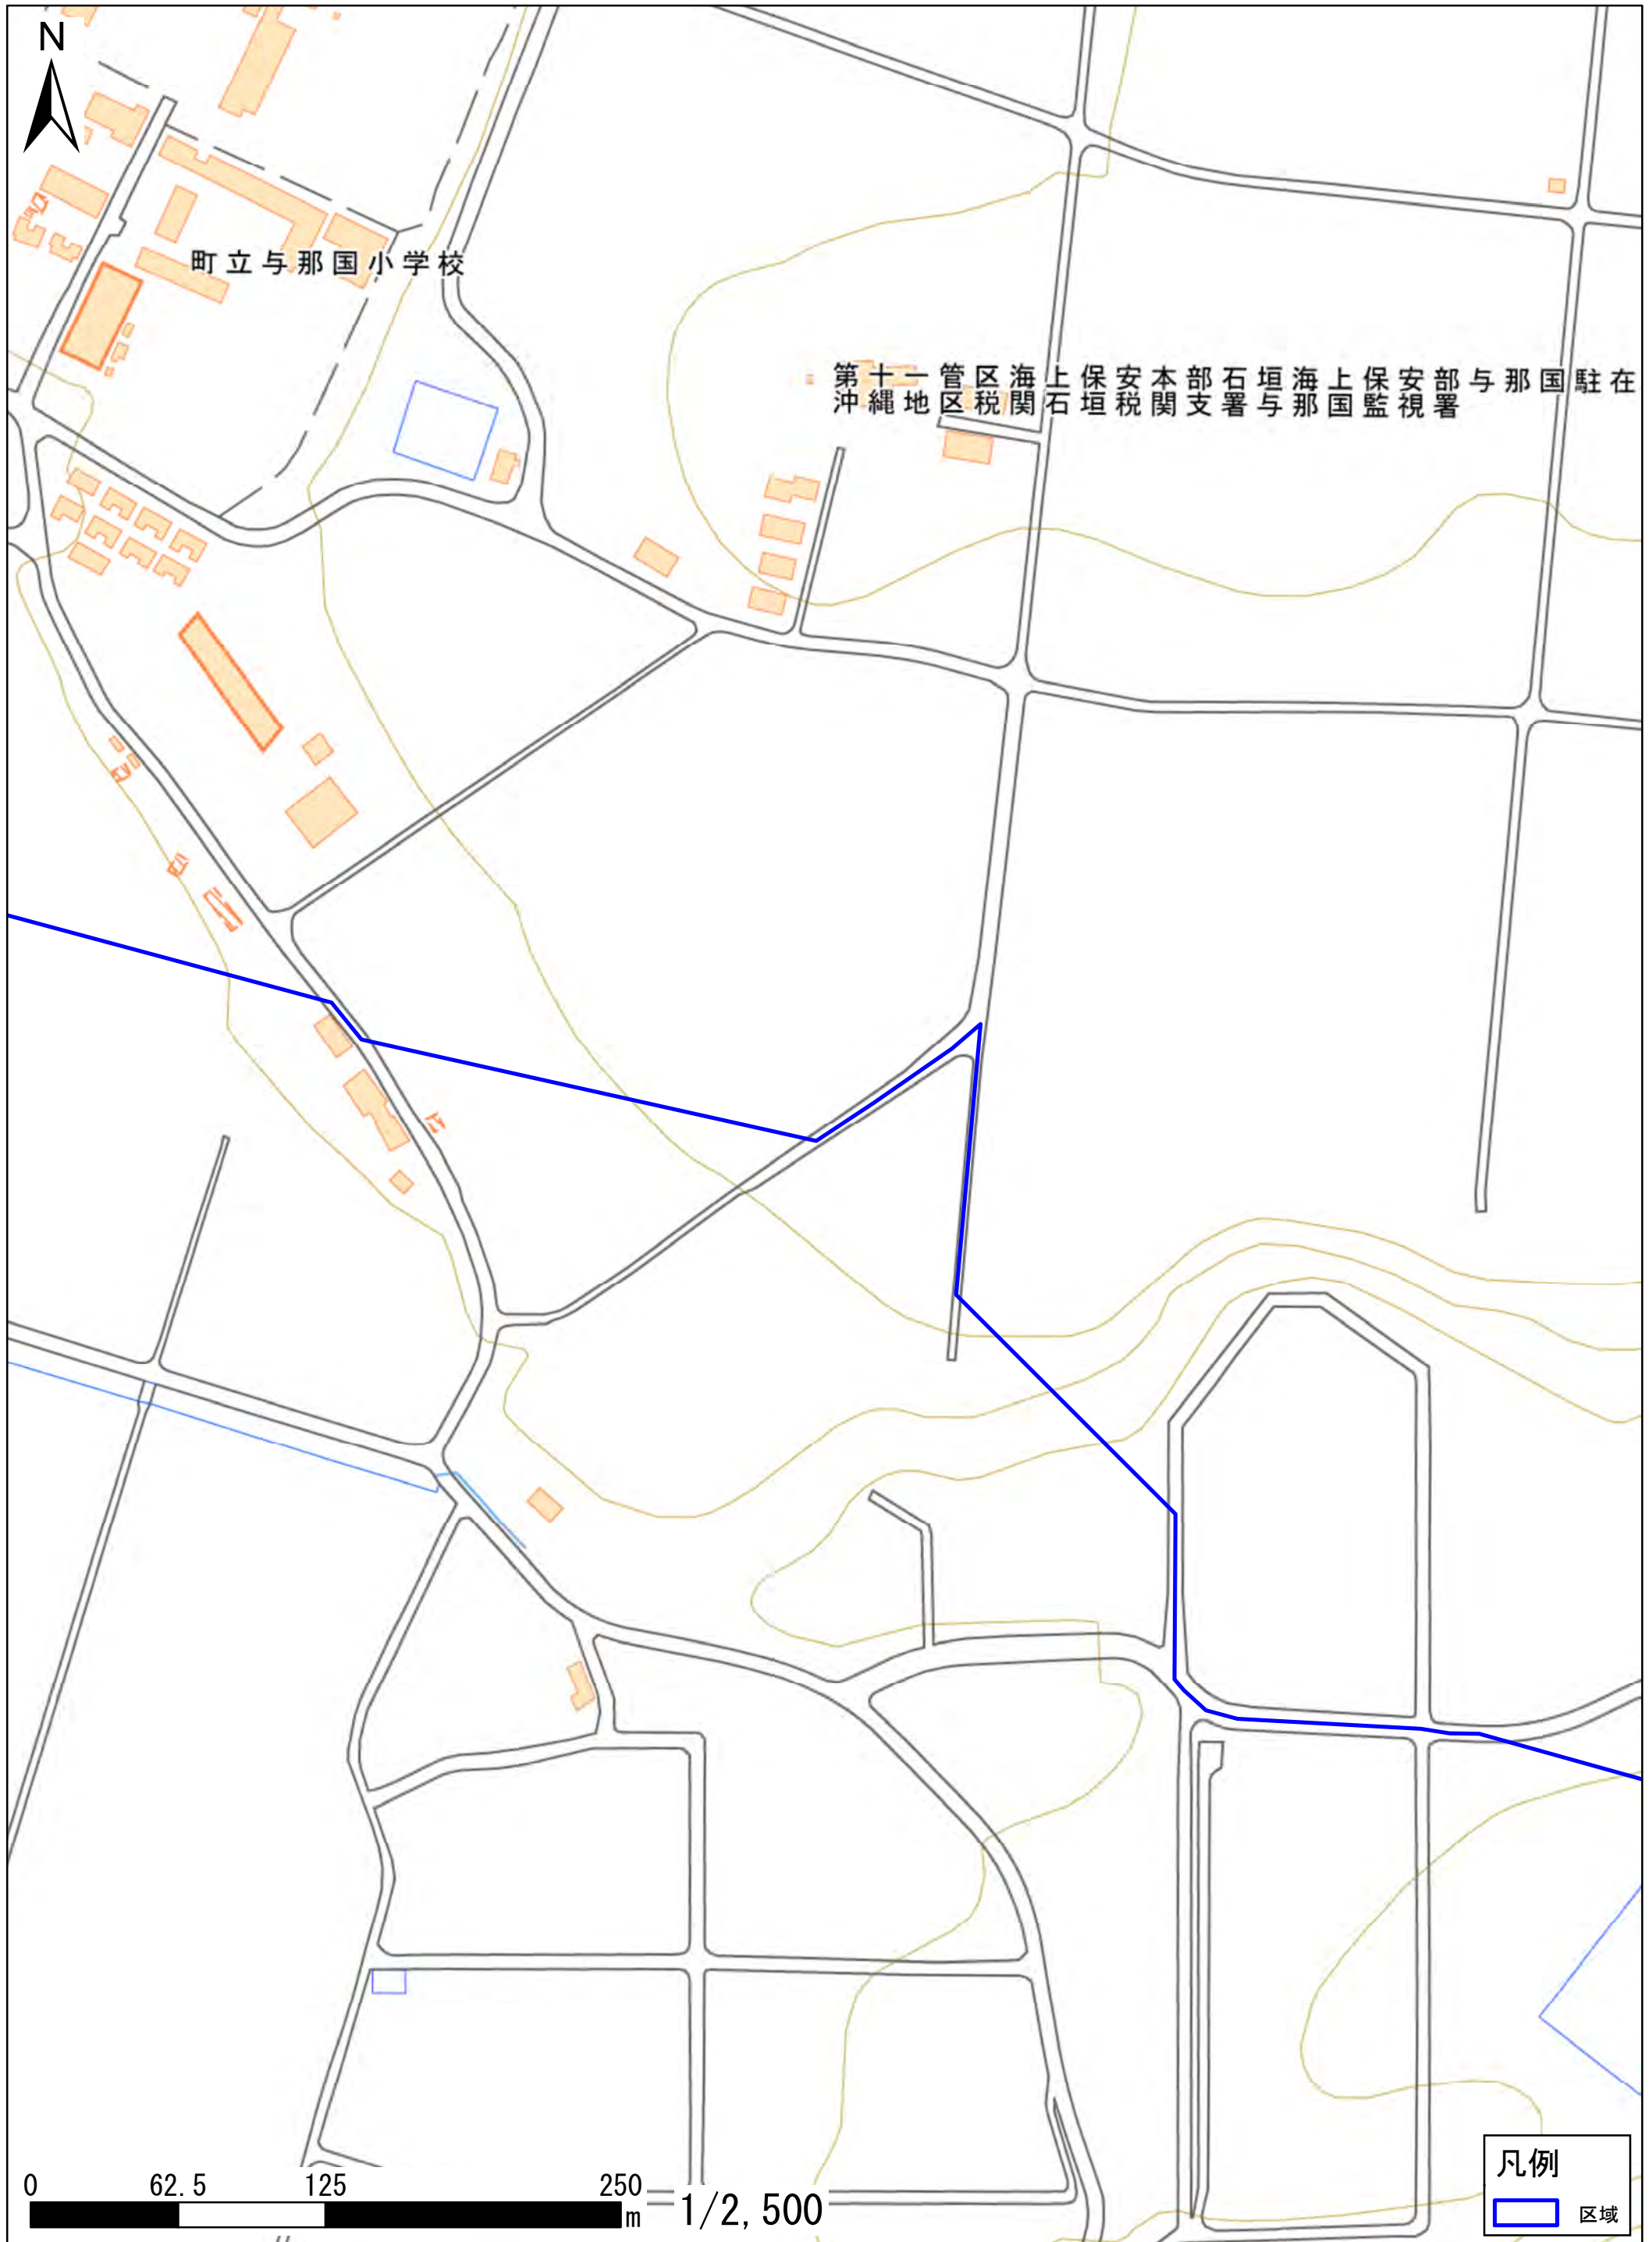 N
町立与那国小学校
第十一管区海上保安本部石垣海上保安部与那国駐在
沖縄地区税関石垣税関支署与那国監視署
0 62.5 125 250
m
1/2,500
凡例
区域